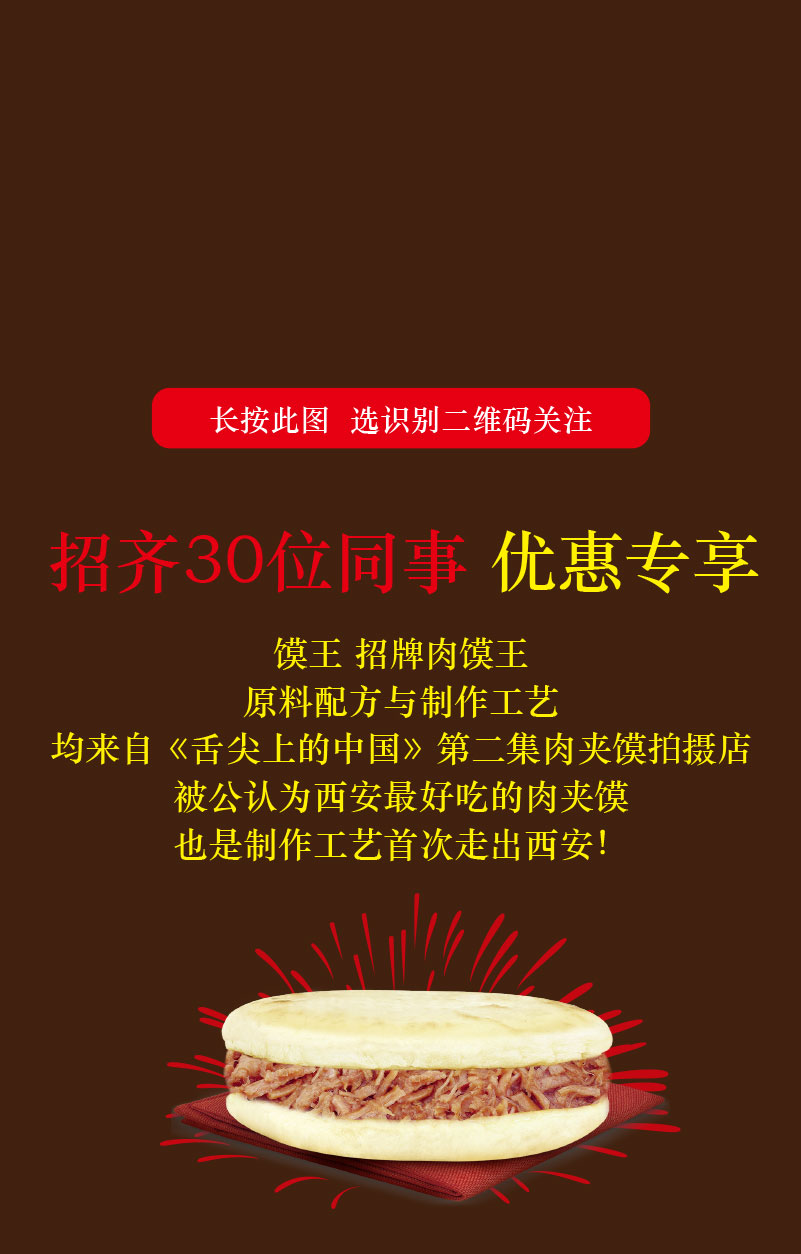 长按此图 选识别二维码关注
招齐30位同事 优惠专享
馍王 招牌肉馍王
原料配方与制作工艺
均来自《舌尖上的中国》第二集肉夹馍拍摄店
被公认为西安最好吃的肉夹馍
也是制作工艺首次走出西安!